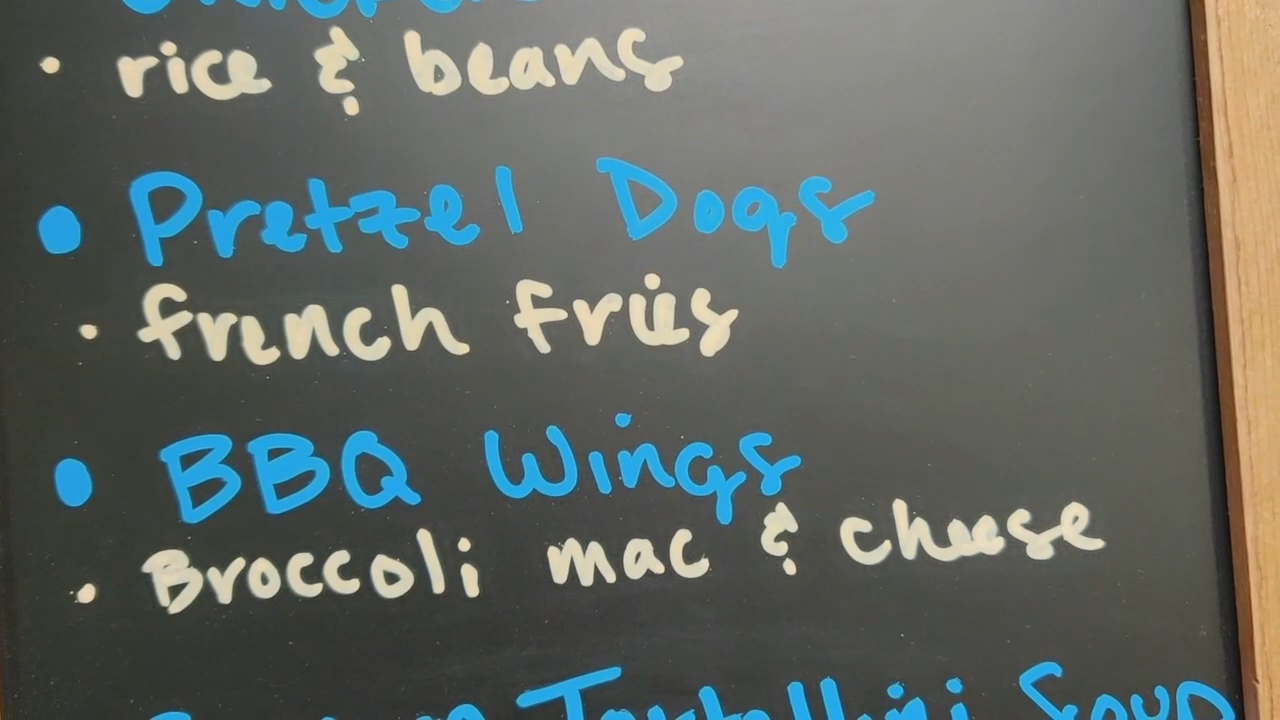 • rice & beans
• Pretzel Dogs
• french fries
• BBQ Wings
• Broccoli mac & cheese
Tortellini Soup